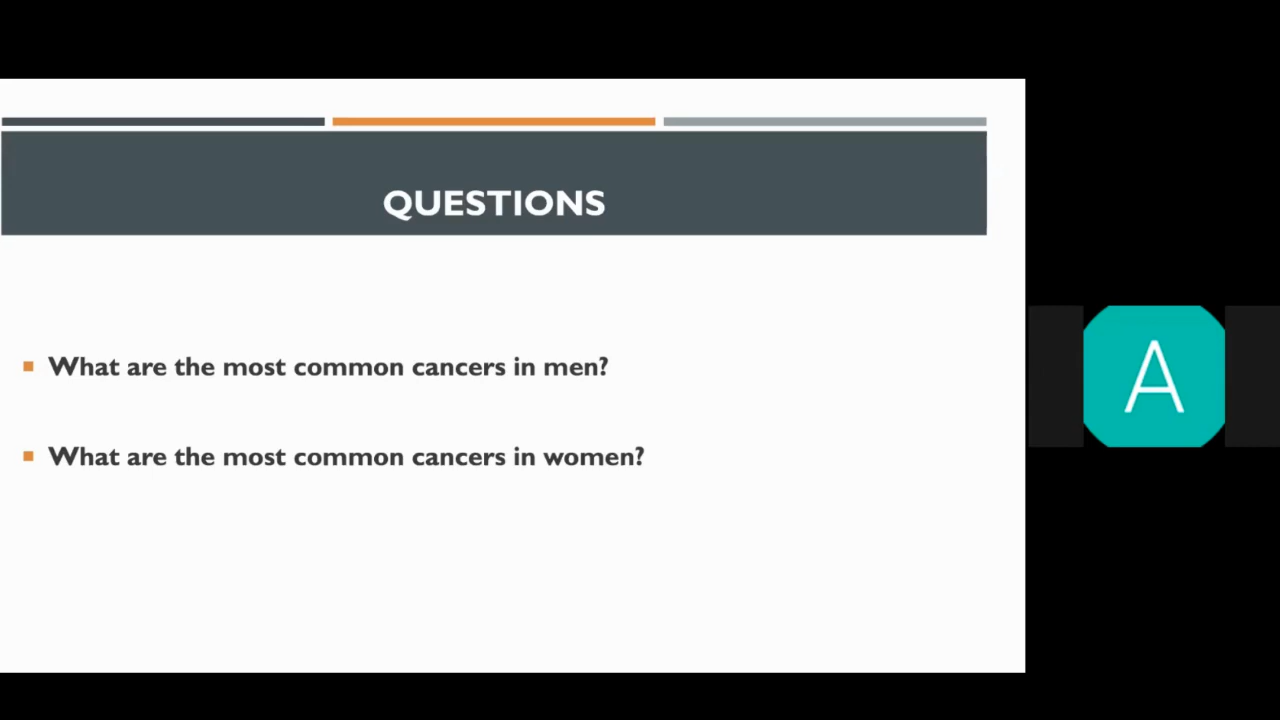 QUESTIONS
What are the most common cancers in men?
What are the most common cancers in women?
A